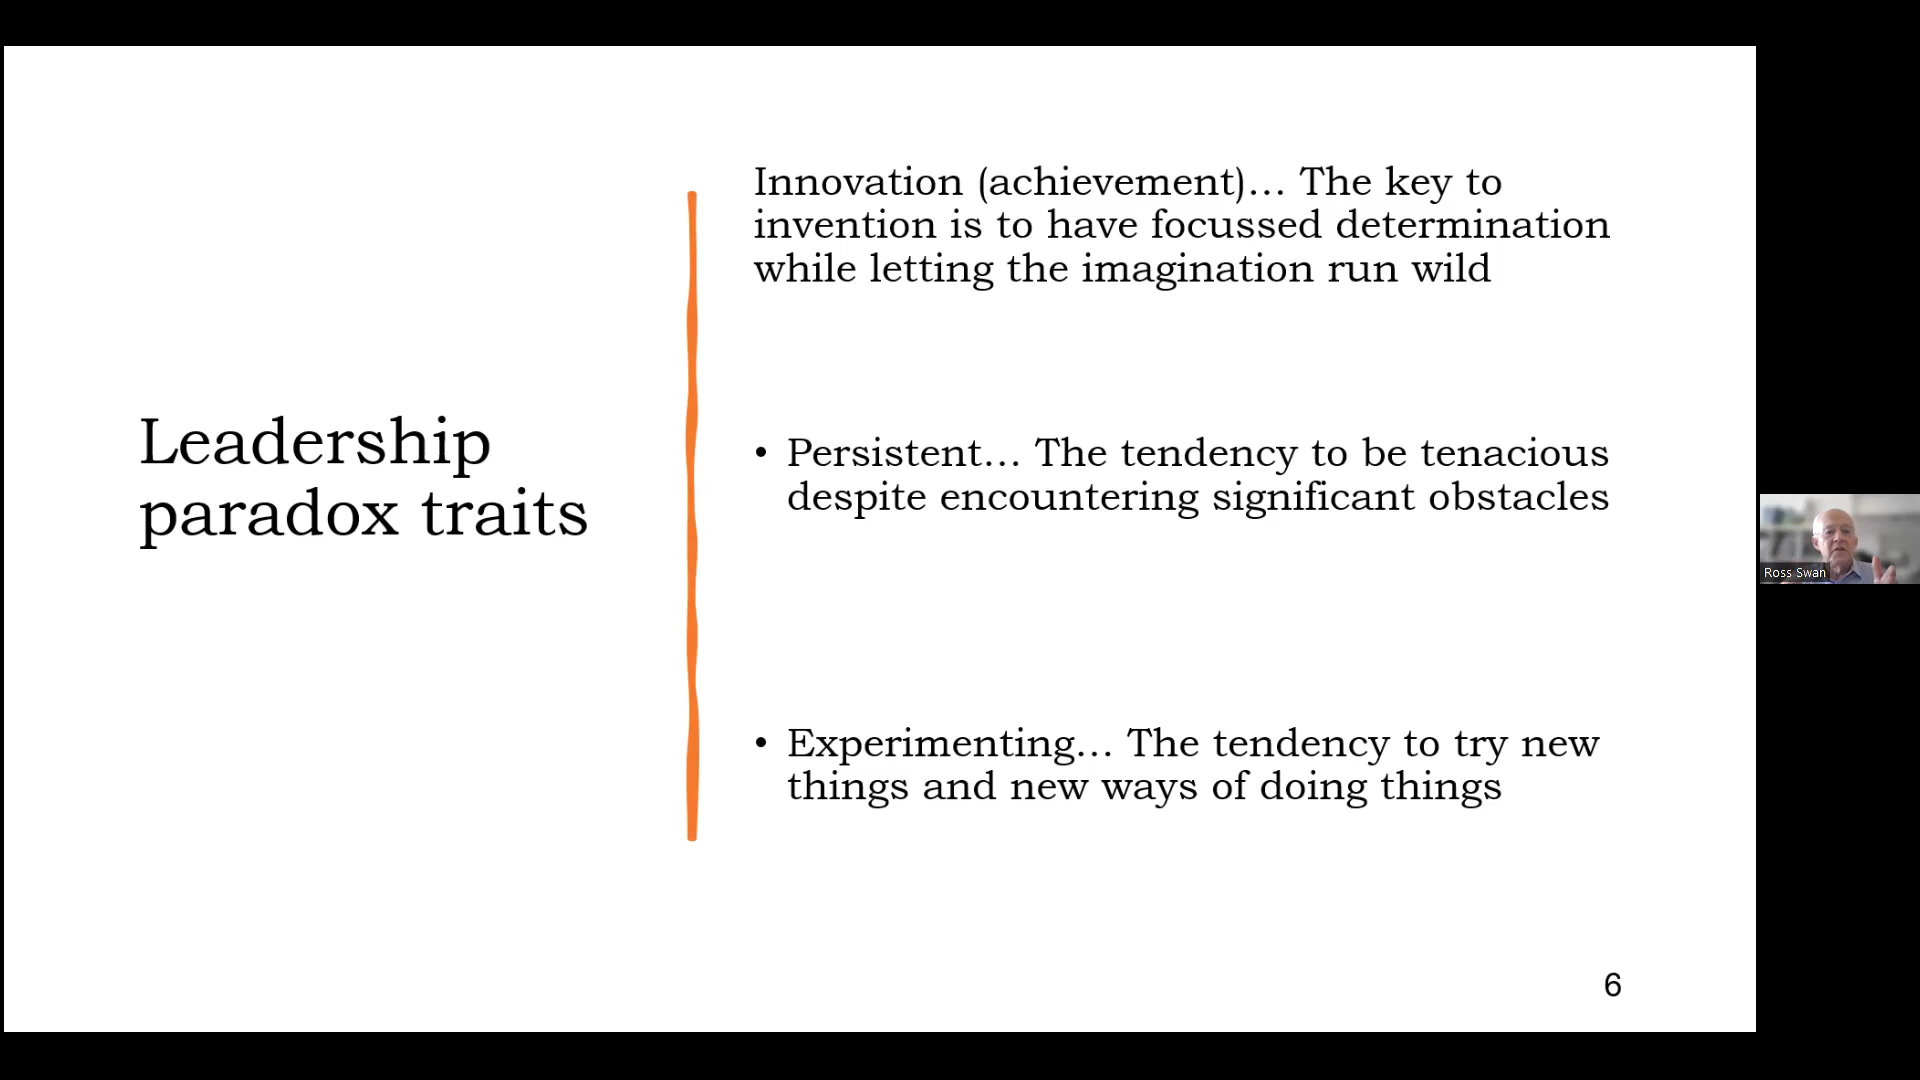 Leadership
paradox traits
Innovation (achievement)… The key to
invention is to have focussed determination
while letting the imagination run wild
• Persistent… The tendency to be tenacious
despite encountering significant obstacles
• Experimenting… The tendency to try new
things and new ways of doing things
6
Ross Swan